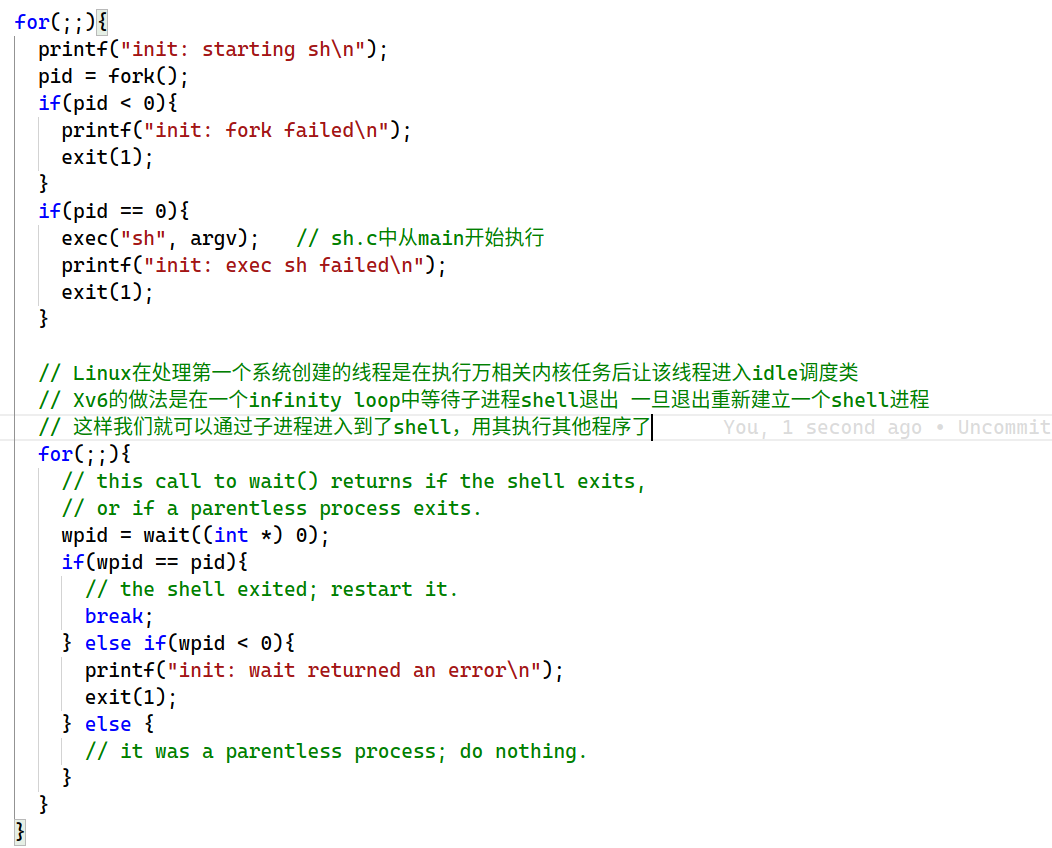 for(;;){
printf("init: starting sh\n");
pid = fork();
if(pid < 0){
printf("init: fork failed\n");
exit(1);
}
if(pid == 0){
exec("sh", argv);   // sh.c中从main开始执行
printf("init: exec sh failed\n");
exit(1);
}
// Linux在处理第一个系统创建的线程是在执行万相关内核任务后让该线程进入idle调度类
// Xv6的做法是在一个infinity loop中等待子进程shell退出 一旦退出重新建立一个shell进程
// 这样我们就可以通过子进程进入到了shell，用其执行其他程序了 You, 1 second ago • Uncommit
for(;;){
// this call to wait() returns if the shell exits,
// or if a parentless process exits.
wpid = wait((int *) 0);
if(wpid == pid){
// the shell exited; restart it.
break;
} else if(wpid < 0){
printf("init: wait returned an error\n");
exit(1);
} else {
// it was a parentless process; do nothing.
}
}
}